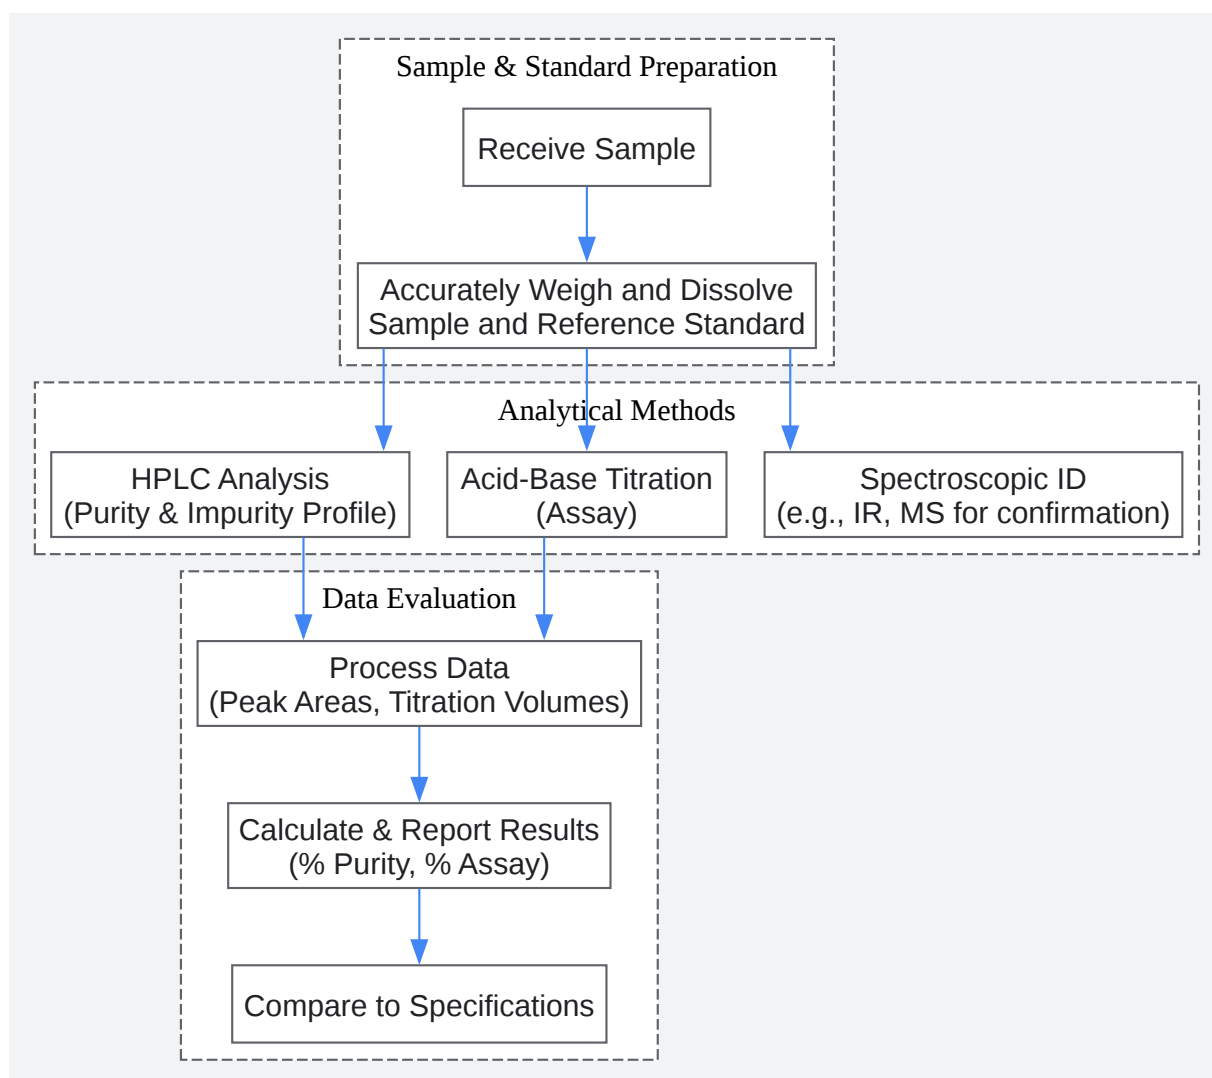 Sample & Standard Preparation
Receive Sample
Accurately Weigh and Dissolve
Sample and Reference Standard
Analytical Methods
HPLC Analysis
(Purity & Impurity Profile)
Acid-Base Titration
(Assay)
Spectroscopic ID
(e.g., IR, MS for confirmation)
Data Evaluation
Process Data
(Peak Areas, Titration Volumes)
Calculate & Report Results
(% Purity, % Assay)
Compare to Specifications